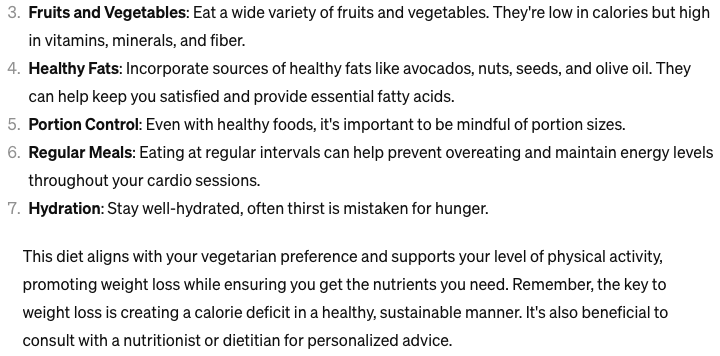 3. Fruits and Vegetables: Eat a wide variety of fruits and vegetables. They're low in calories but high
in vitamins, minerals, and fiber.
4. Healthy Fats: Incorporate sources of healthy fats like avocados, nuts, seeds, and olive oil. They
can help keep you satisfied and provide essential fatty acids.
5. Portion Control: Even with healthy foods, it's important to be mindful of portion sizes.
6. Regular Meals: Eating at regular intervals can help prevent overeating and maintain energy levels
throughout your cardio sessions.
7. Hydration: Stay well-hydrated, often thirst is mistaken for hunger.
This diet aligns with your vegetarian preference and supports your level of physical activity,
promoting weight loss while ensuring you get the nutrients you need. Remember, the key to
weight loss is creating a calorie deficit in a healthy, sustainable manner. It's also beneficial to
consult with a nutritionist or dietitian for personalized advice.